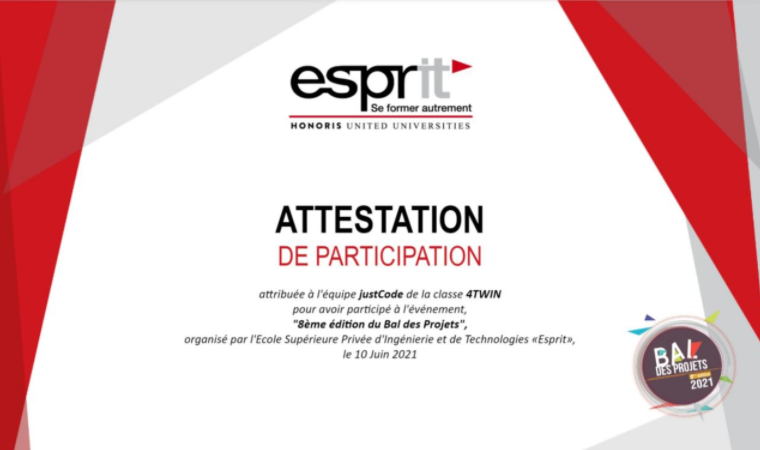 esprit
Se former autrement
HONORIS UNITED UNIVERSITIES
ATTESTATION
DE PARTICIPATION
attribuée à l'équipe justCode de la classe 4TWIN
pour avoir participé à l'événement,
"8ème édition du Bal des Projets",
organisé par l'Ecole Supérieure Privée d'Ingénierie et de Technologies «Esprit»,
le 10 Juin 2021
BAL
DES PROJETS
2021